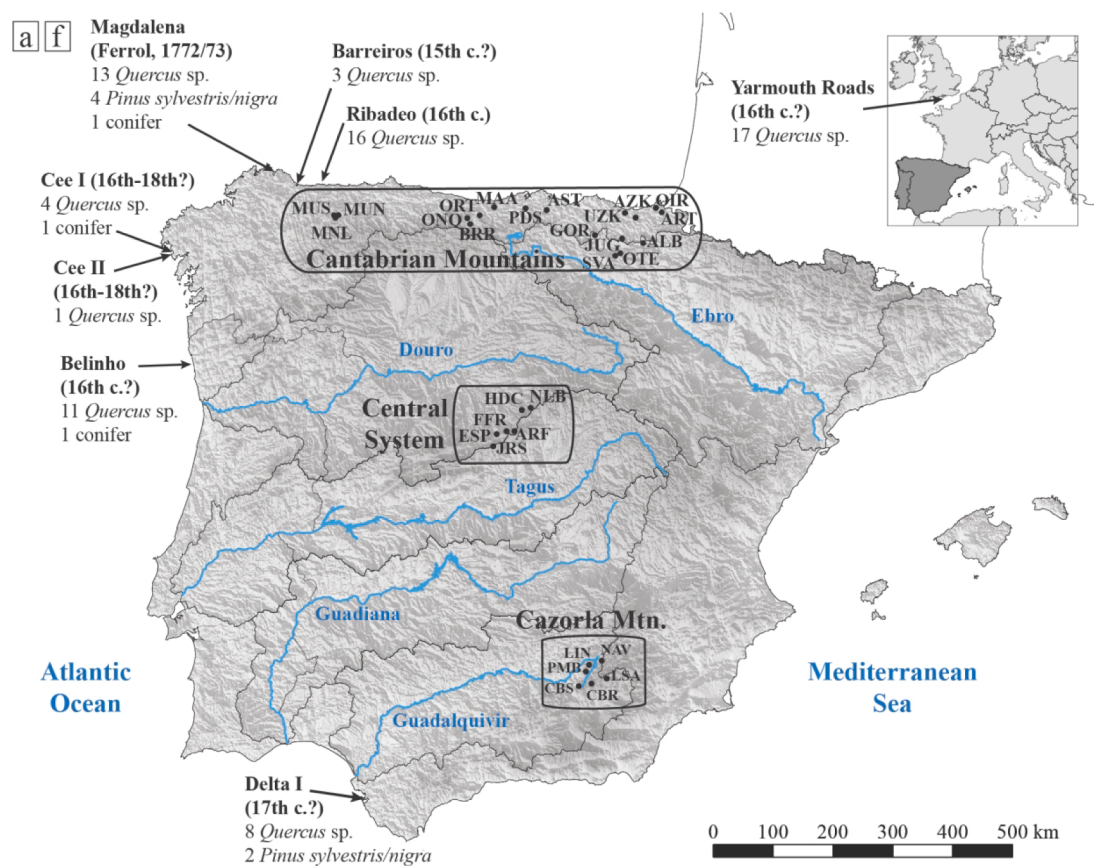 a f
Magdalena
(Ferrol, 1772/73)
13 Quercus sp.
4 Pinus sylvestris/nigra
1 conifer
Barreiros (15th c.?)
3 Quercus sp.
Ribadeo (16th c.)
16 Quercus sp.
Yarmouth Roads
(16th c.?)
17 Quercus sp.
Cee I (16th-18th?)
4 Quercus sp.
1 conifer
Cee II
(16th-18th?)
1 Quercus sp.
Belinho
(16th c.?)
11 Quercus sp.
1 conifer
MUS MUN
MNL
ORT MAA
ONO
BRR
PDS AST
GOR UZK AZK OIR
ART
JUG ALB
SVA OTE
Cantabrian Mountains
Ebro
Douro
Central
System
HDC NLB
FFR
ESP ARF
JRS
Tagus
Guadiana
Cazorla Mtn.
LIN NAV
PMB
LSA
CBS CBR
Guadalquivir
Atlantic
Ocean
Mediterranean
Sea
Delta I
(17th c.?)
8 Quercus sp.
2 Pinus sylvestris/nigra
0 100 200 300 400 500 km